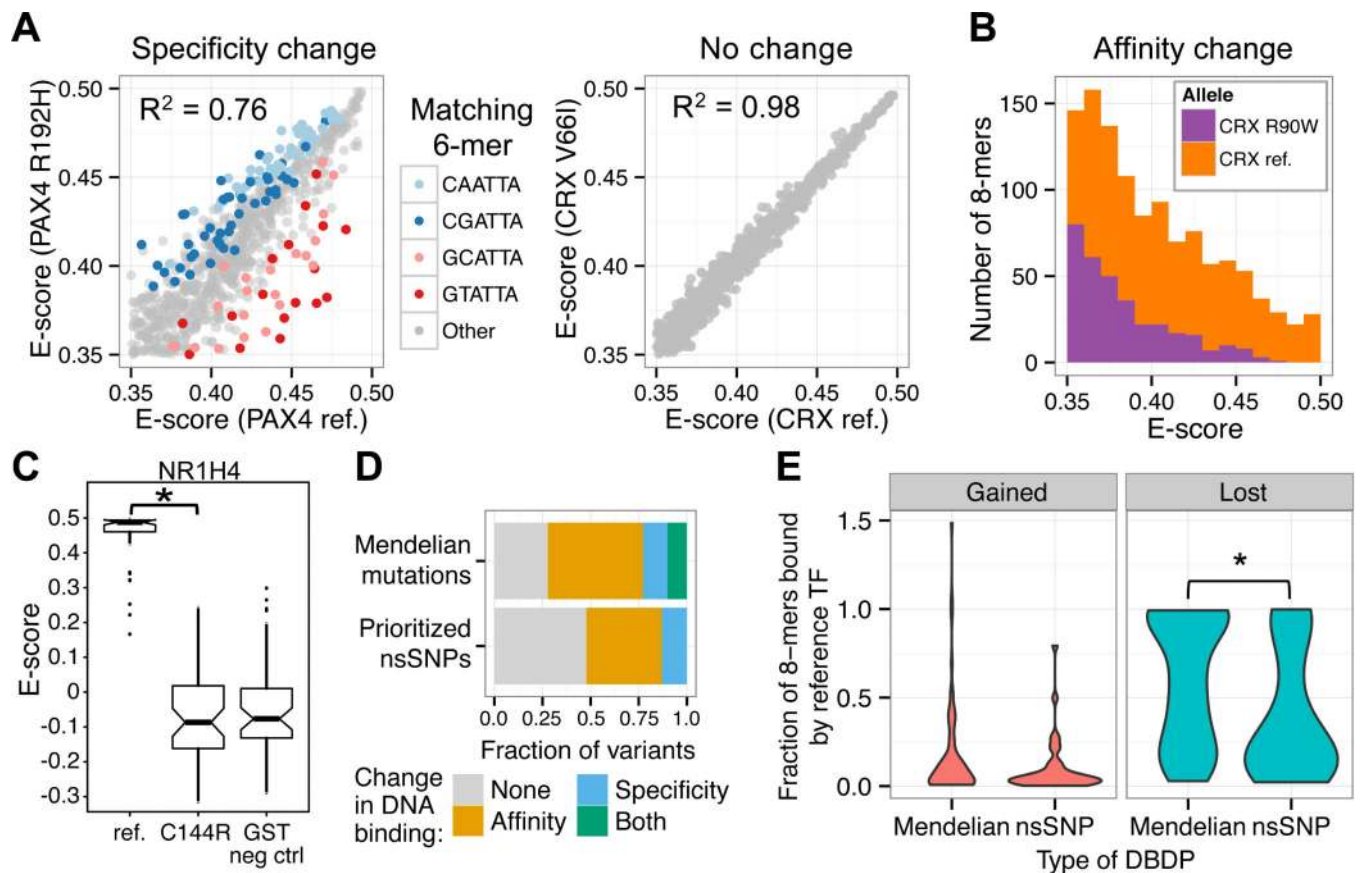 A
Specificity change
E-score (PAX4 R192H)
0.50
0.45
0.40
0.35
R² = 0.76
0.35 0.40 0.45 0.50
E-score (PAX4 ref.)
Matching
6-mer
CAATTA
CGATTA
GCATTA
GTATTA
Other
No change
E-score (CRX V66I)
0.50
0.45
0.40
0.35
R² = 0.98
0.35 0.40 0.45 0.50
E-score (CRX ref.)
B
Affinity change
Number of 8-mers
150
100
50
0
Allele
CRX R90W
CRX ref.
0.35 0.40 0.45 0.50
E-score
C
NR1H4
*
E-score
0.5
0.4
0.3
0.2
0.1
0
-0.1
-0.2
-0.3
ref. C144R GST
neg ctrl
D
Mendelian
mutations
Prioritized
nsSNPs
0.0 0.25 0.50 0.75 1.0
Fraction of variants
Change
in DNA
binding:
None
Specificity
Affinity
Both
E
Gained
Lost
Fraction of 8-mers bound
by reference TF
1.5
1.0
0.5
0.0
*
Mendelian nsSNP
Mendelian nsSNP
Type of DBDP